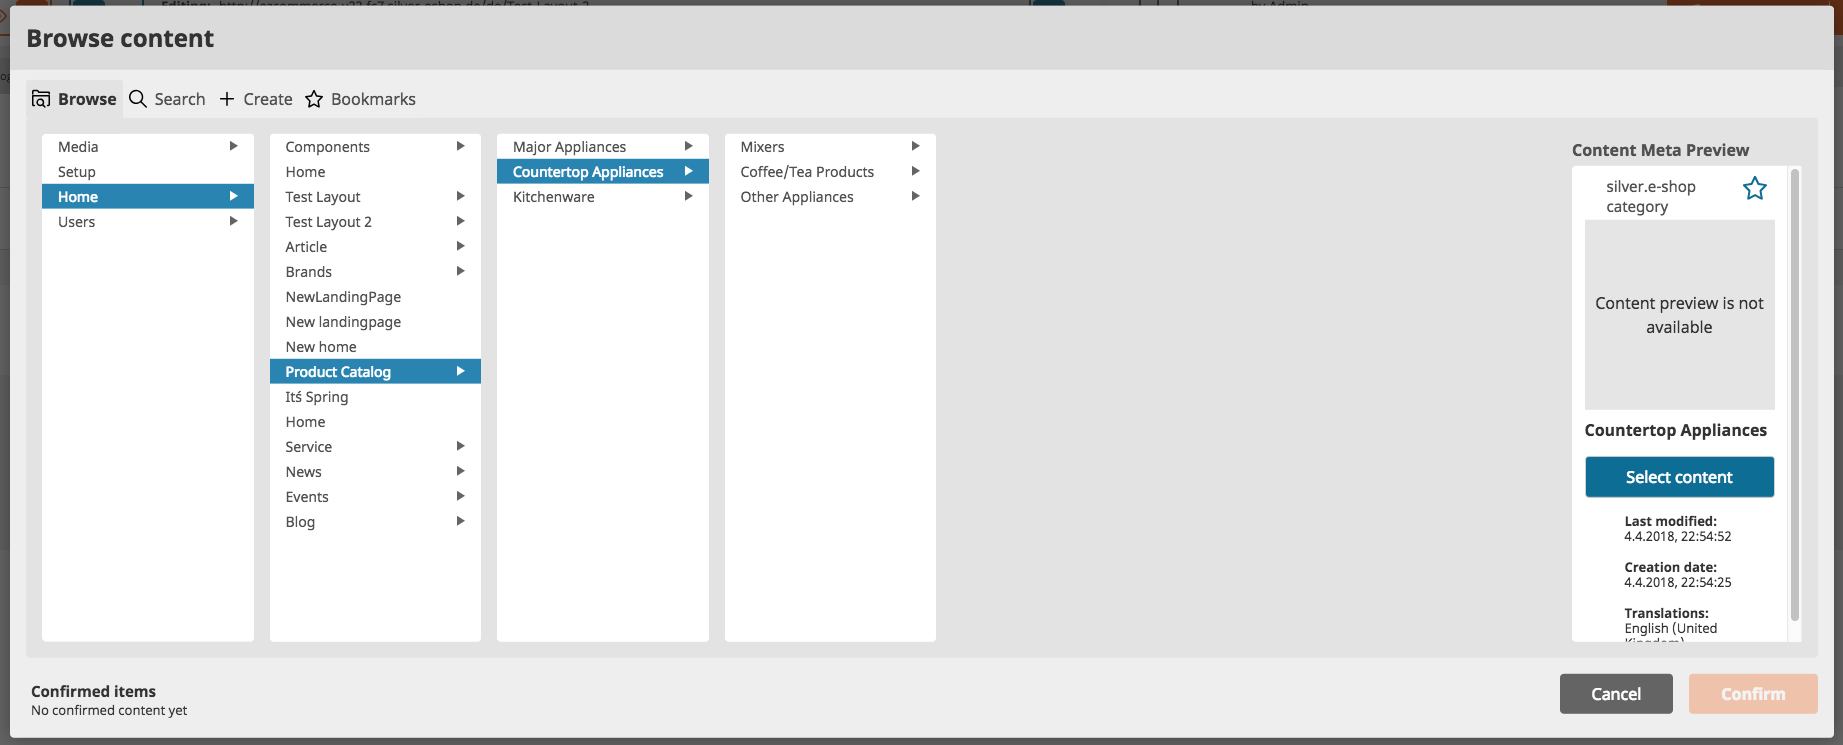 Browse content
Browse
Search
Create
Bookmarks
Media
Setup
Home
Users
Components
Home
Test Layout
Test Layout 2
Article
Brands
NewLandingPage
New landingpage
New home
Product Catalog
Itś Spring
Home
Service
News
Events
Blog
Major Appliances
Countertop Appliances
Kitchenware
Mixers
Coffee/Tea Products
Other Appliances
Content Meta Preview
silver.e-shop
category
Content preview is not
available
Countertop Appliances
Select content
Last modified:
4.4.2018, 22:54:52
Creation date:
4.4.2018, 22:54:25
Translations:
English (United
Kingdom)
Confirmed items
No confirmed content yet
Cancel
Confirm